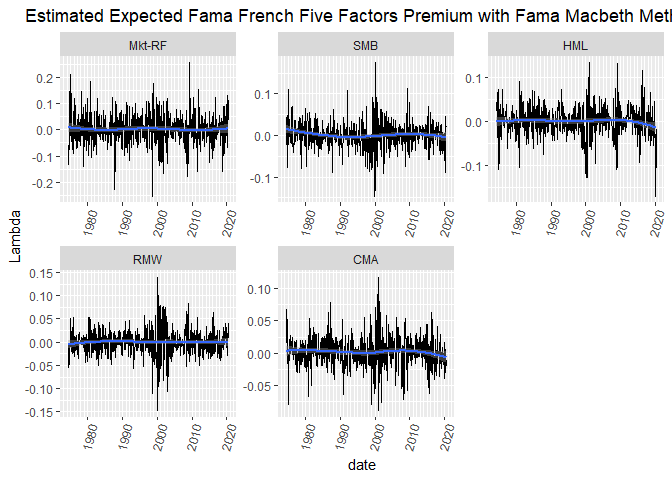 Estimated Expected Fama French Five Factors Premium with Fama Macbeth Metl
Mkt-RF SMB HML
0.2 0.1 0.0 -0.1 -0.2
0.1 0.0 -0.1
0.1 0.0 -0.1
1980 1990 2000 2010 2020
1980 1990 2000 2010 2020
1980 1990 2000 2010 2020
Lambda
RMW CMA
0.15 0.10 0.05 0.00 -0.05 -0.10 -0.15
0.10 0.05 0.00 -0.05
1980 1990 2000 2010 2020
1980 1990 2000 2010 2020
date